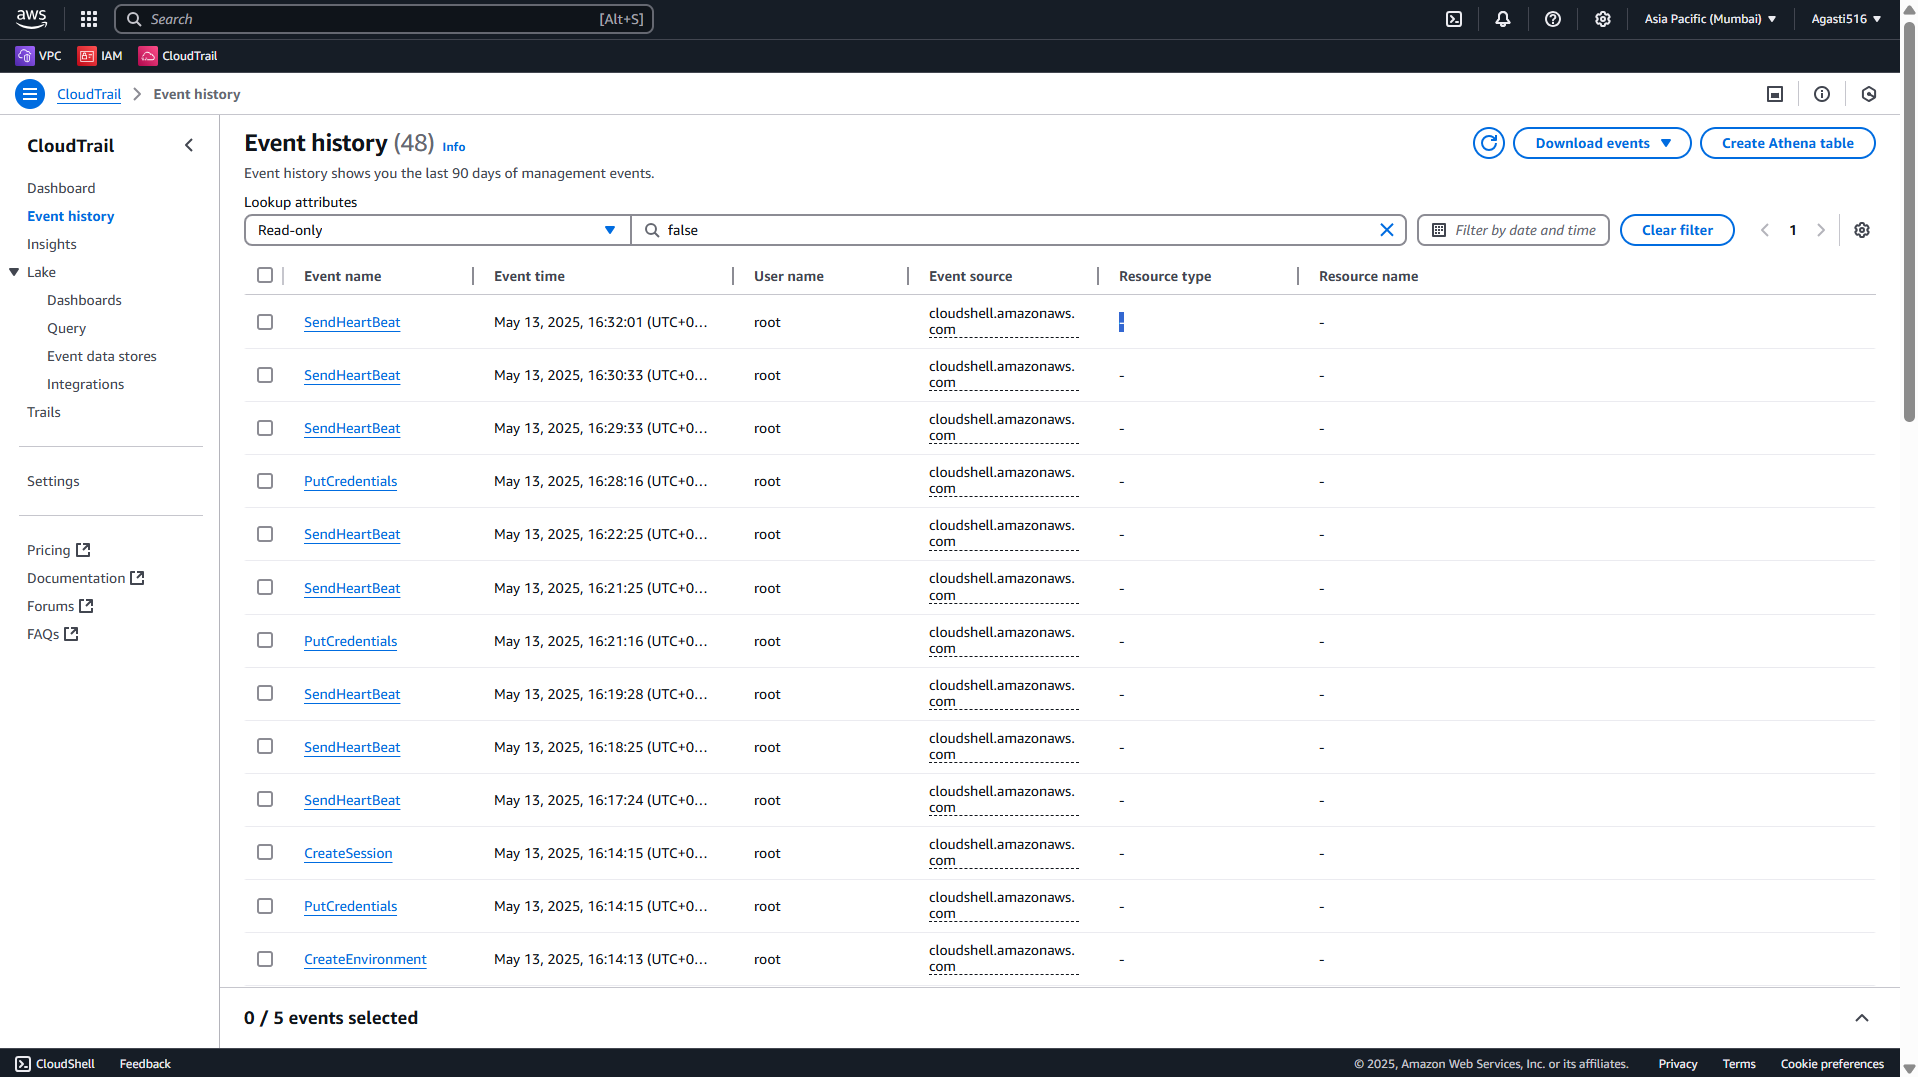 aws Search [Alt+S] Asia Pacific (Mumbai) Agasti516
VPC IAM CloudTrail
CloudTrail Event history
CloudTrail
Dashboard
Event history
Insights
Lake
Dashboards
Query
Event data stores
Integrations
Trails
Settings
Pricing
Documentation
Forums
FAQs
Event history (48) Info
Download events Create Athena table
Event history shows you the last 90 days of management events.
Lookup attributes
Read-only false Filter by date and time Clear filter 1
Event name Event time User name Event source Resource type Resource name
SendHeartBeat May 13, 2025, 16:32:01 (UTC+0... root cloudshell.amazonaws. - -
com
SendHeartBeat May 13, 2025, 16:30:33 (UTC+0... root cloudshell.amazonaws. - -
com
SendHeartBeat May 13, 2025, 16:29:33 (UTC+0... root cloudshell.amazonaws. - -
com
PutCredentials May 13, 2025, 16:28:16 (UTC+0... root cloudshell.amazonaws. - -
com
SendHeartBeat May 13, 2025, 16:22:25 (UTC+0... root cloudshell.amazonaws. - -
com
SendHeartBeat May 13, 2025, 16:21:25 (UTC+0... root cloudshell.amazonaws. - -
com
PutCredentials May 13, 2025, 16:21:16 (UTC+0... root cloudshell.amazonaws. - -
com
SendHeartBeat May 13, 2025, 16:19:28 (UTC+0... root cloudshell.amazonaws. - -
com
SendHeartBeat May 13, 2025, 16:18:25 (UTC+0... root cloudshell.amazonaws. - -
com
SendHeartBeat May 13, 2025, 16:17:24 (UTC+0... root cloudshell.amazonaws. - -
com
CreateSession May 13, 2025, 16:14:15 (UTC+0... root cloudshell.amazonaws. - -
com
PutCredentials May 13, 2025, 16:14:15 (UTC+0... root cloudshell.amazonaws. - -
com
CreateEnvironment May 13, 2025, 16:14:13 (UTC+0... root cloudshell.amazonaws. - -
com
0 / 5 events selected
CloudShell Feedback © 2025, Amazon Web Services, Inc. or its affiliates. Privacy Terms Cookie preferences